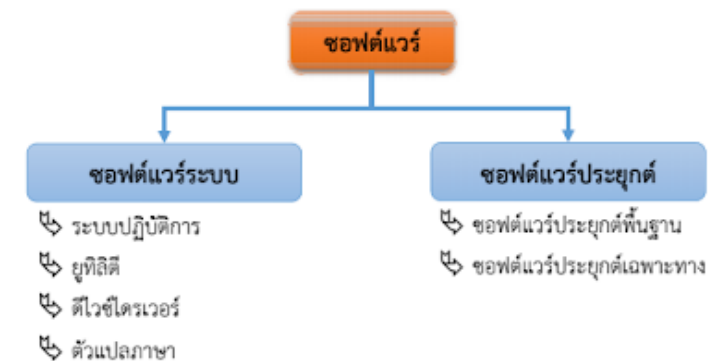 ซอฟต์แวร์
ซอฟต์แวร์ระบบ
ระบบปฏิบัติการ
ยูทิลิตี
ดีไวซ์ไดรเวอร์
ตัวแปลภาษา
ซอฟต์แวร์ประยุกต์
ซอฟต์แวร์ประยุกต์พื้นฐาน
ซอฟต์แวร์ประยุกต์เฉพาะทาง